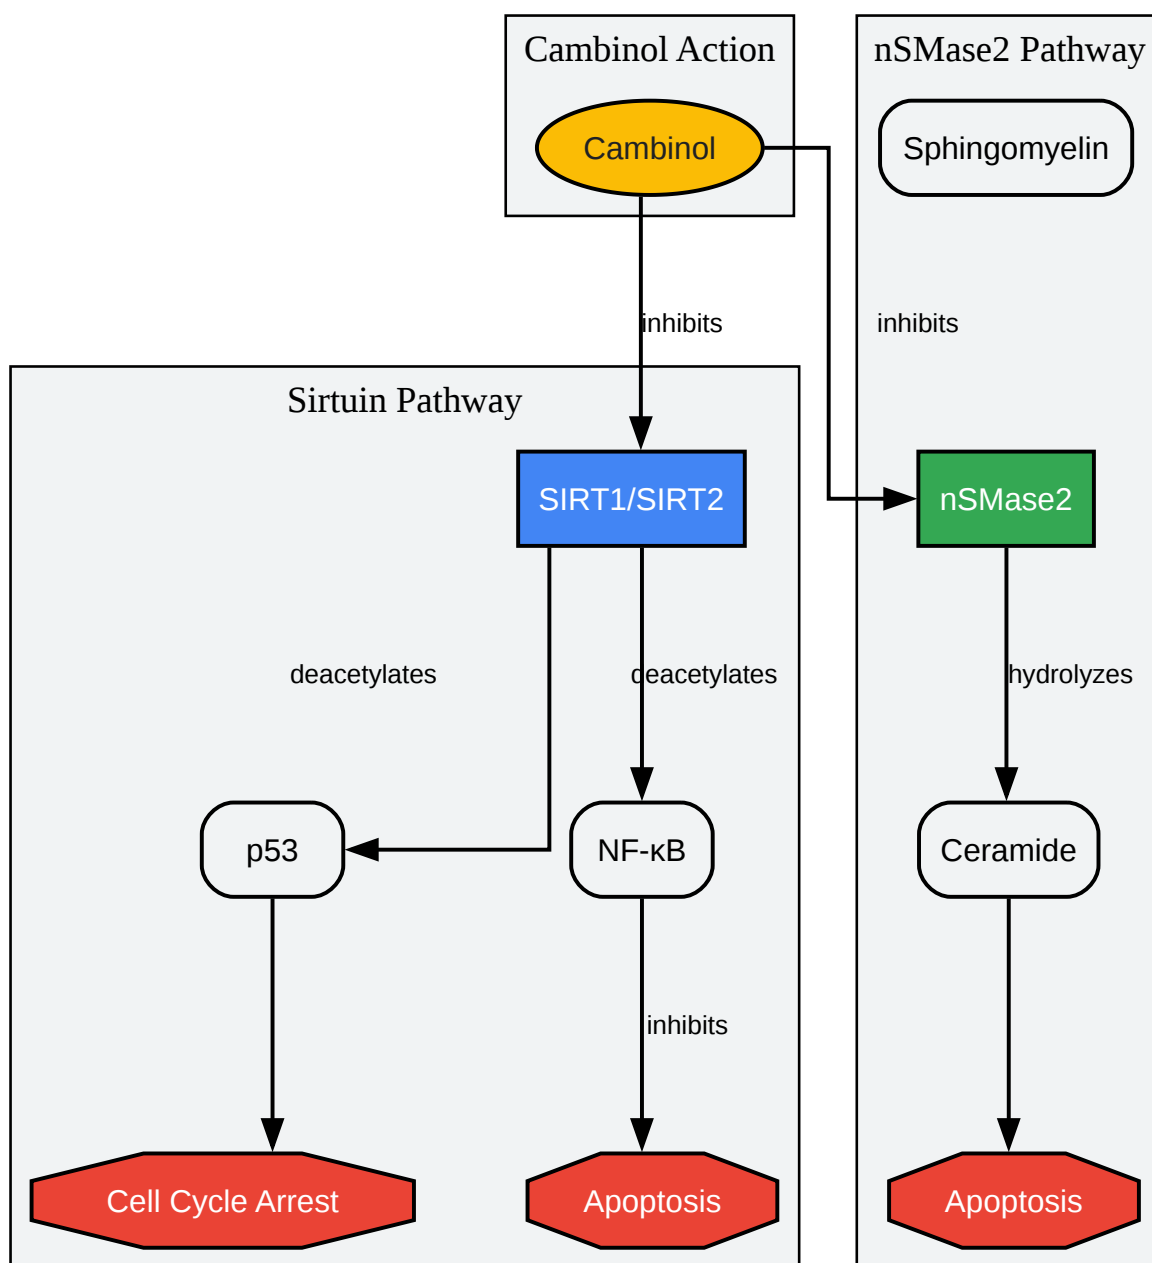 Cambinol Action
nSMase2 Pathway
Cambinol
Sphingomyelin
inhibits
inhibits
Sirtuin Pathway
SIRT1/SIRT2
nSMase2
deacetylates
deacetylates
hydrolyzes
p53
NF-κB
Ceramide
inhibits
Cell Cycle Arrest
Apoptosis
Apoptosis